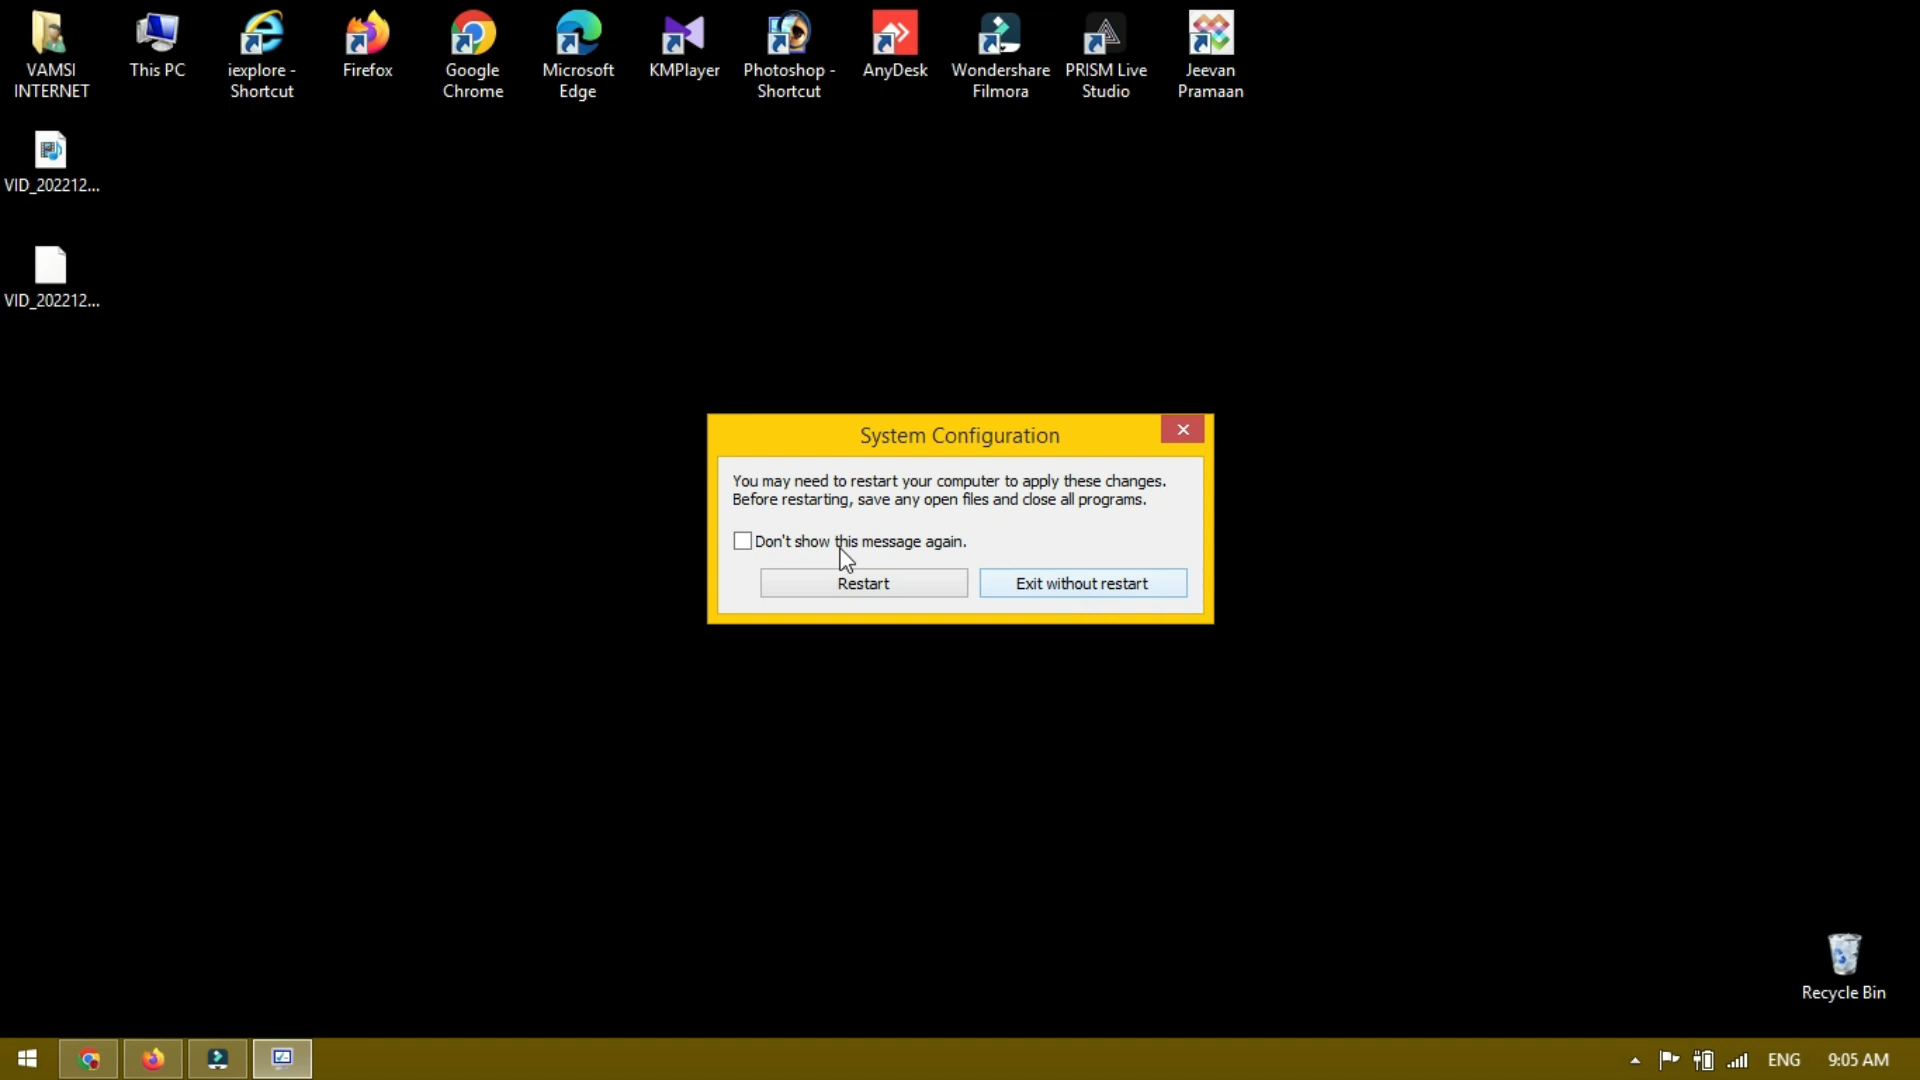 VAMSI
INTERNET
This PC
iexplore -
Shortcut
Firefox
Google
Chrome
Microsoft
Edge
KMPlayer
Photoshop -
Shortcut
AnyDesk
Wondershare
Filmora
PRISM Live
Studio
Jeevan
Pramaan
VID_202212...
VID_202212...
System Configuration
You may need to restart your computer to apply these changes.
Before restarting, save any open files and close all programs.
Don't show this message again.
Restart
Exit without restart
Recycle Bin
ENG
9:05 AM